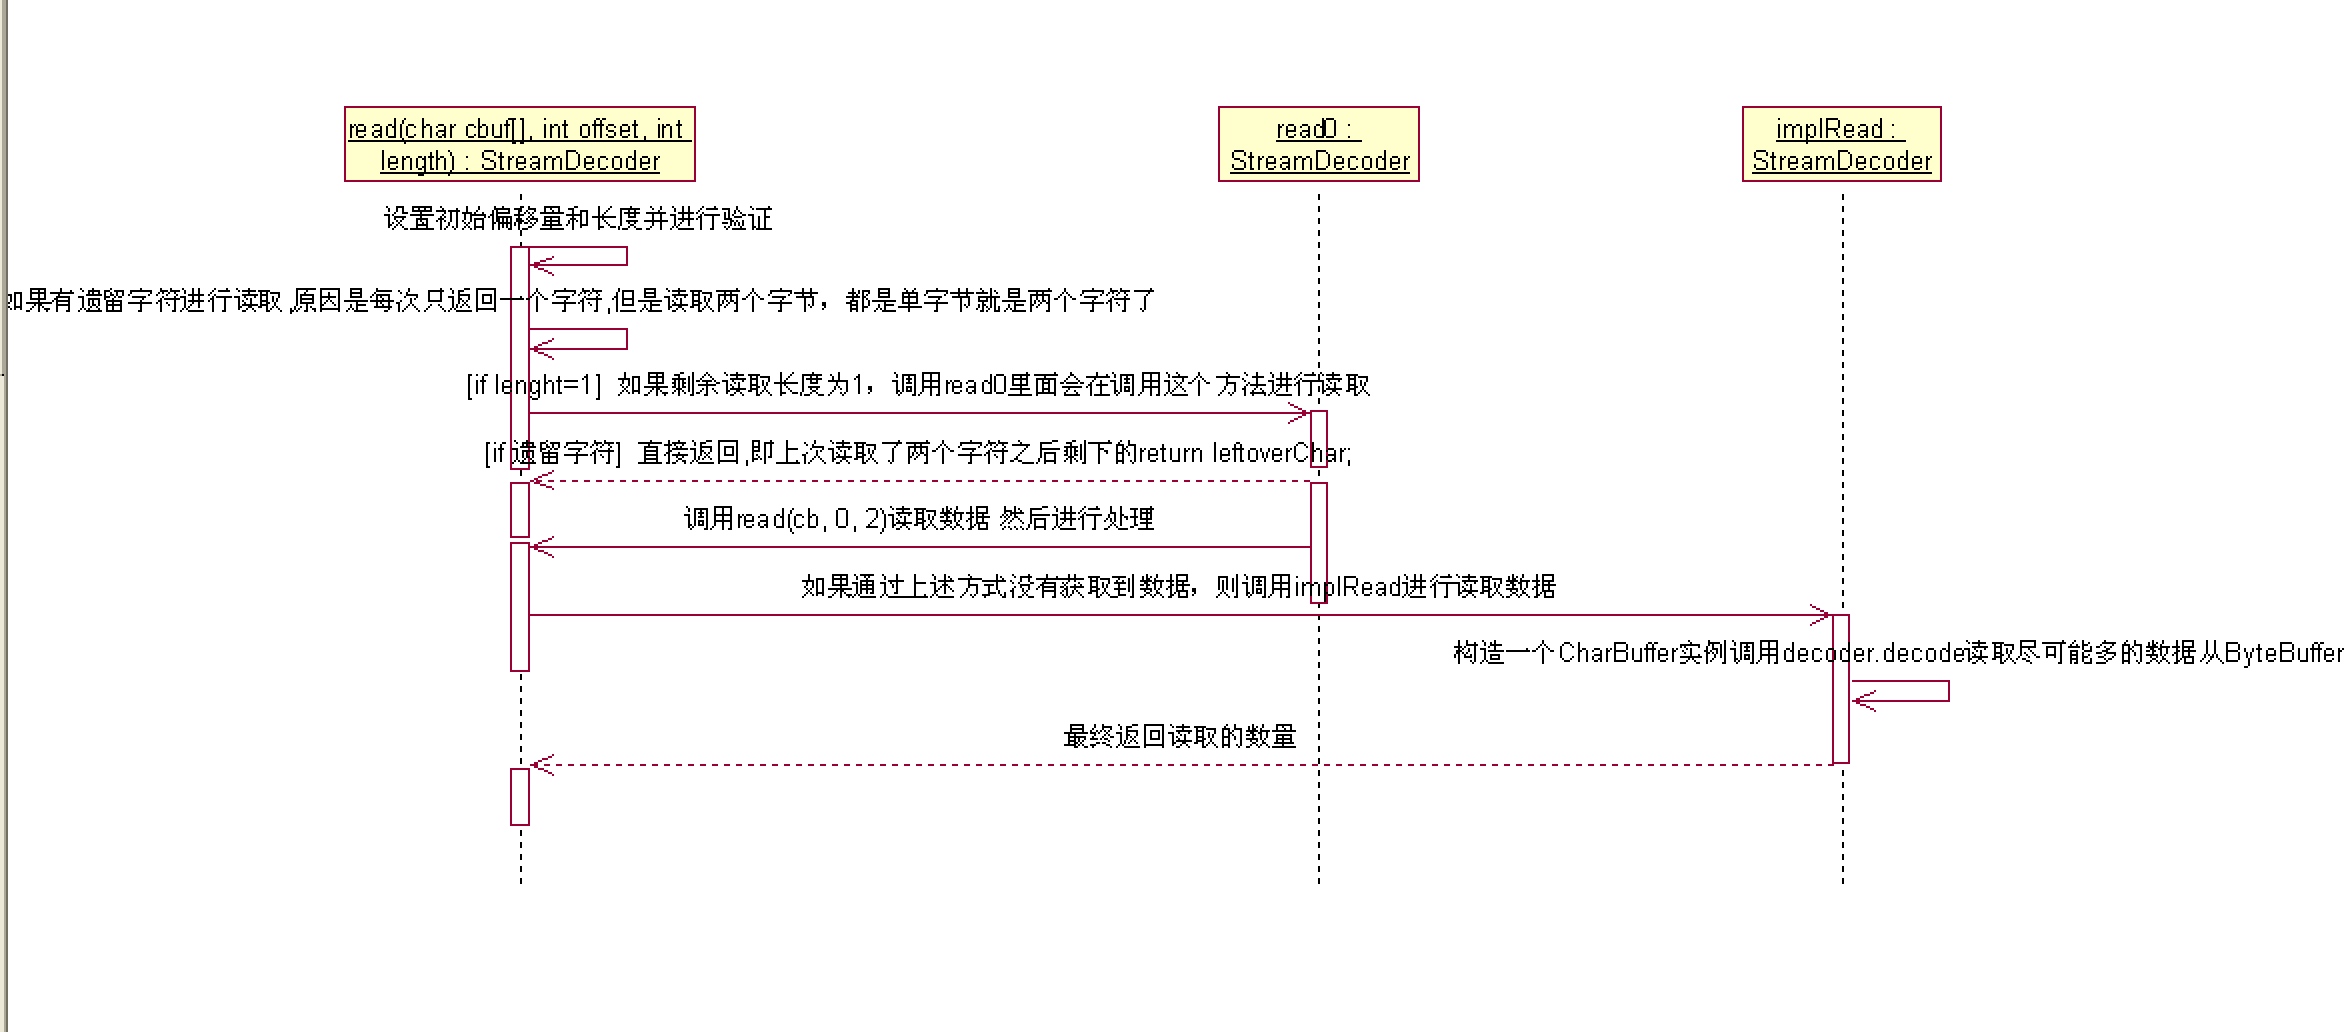 read(char cbuf[], int offset, int
length) : StreamDecoder
read0 :
StreamDecoder
implRead :
StreamDecoder
设置初始偏移量和长度并进行验证
如果有遗留字符进行读取,原因是每次只返回一个字符,但是读取两个字节，都是单字节就是两个字符了
[if lenght=1] 如果剩余读取长度为1，调用read0里面会在调用这个方法进行读取
[if 遗留字符] 直接返回,即上次读取了两个字符之后剩下的return leftoverChar;
调用read(cb, 0, 2)读取数据 然后进行处理
如果通过上述方式没有获取到数据，则调用implRead进行读取数据
构造一个CharBuffer实例调用decoder.decode读取尽可能多的数据从ByteBuffer
最终返回读取的数量